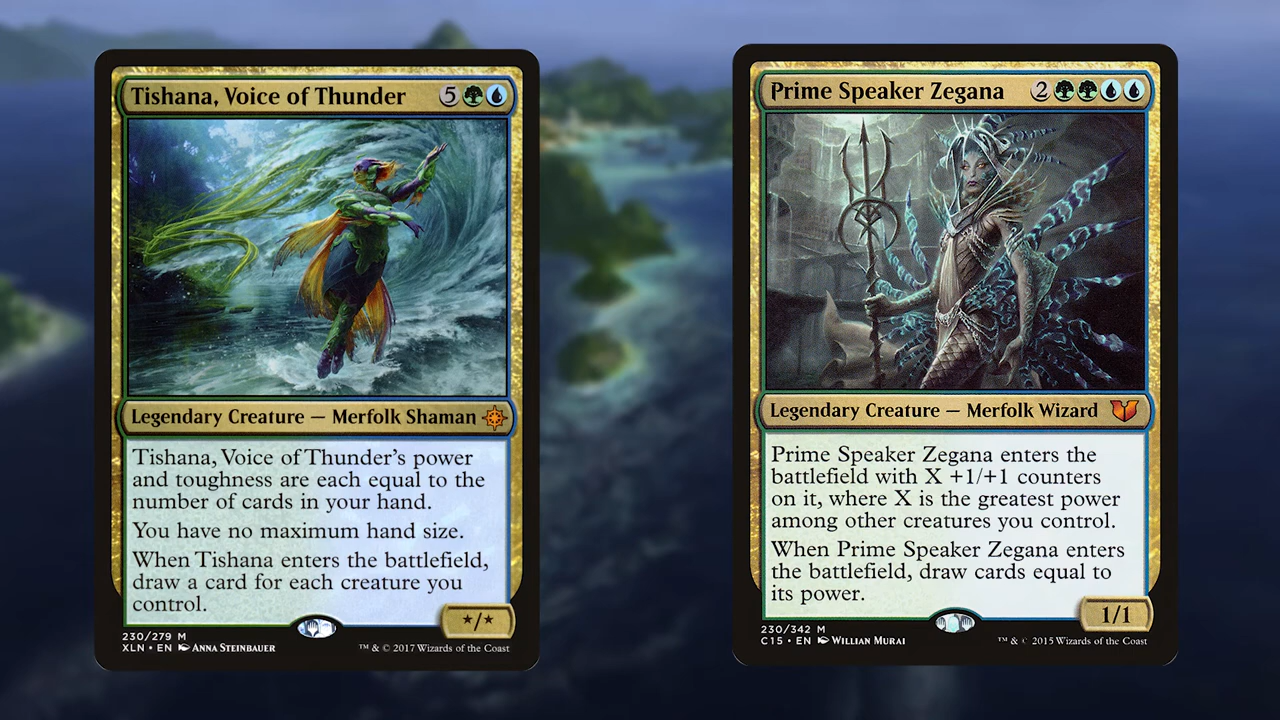 Tishana, Voice of Thunder 5
Legendary Creature — Merfolk Shaman
Tishana, Voice of Thunder's power
and toughness are each equal to the
number of cards in your hand.
You have no maximum hand size.
When Tishana enters the battlefield,
draw a card for each creature you
control.
*/*
230/279 M
XLN • EN Anna Steinbauer
™ & © 2017 Wizards of the Coast
Prime Speaker Zegana 2
Legendary Creature — Merfolk Wizard
Prime Speaker Zegana enters the
battlefield with X +1/+1 counters
on it, where X is the greatest power
among other creatures you control.
When Prime Speaker Zegana enters
the battlefield, draw cards equal to
its power.
1/1
230/342 M
C15 • EN Willian Murai
™ & © 2015 Wizards of the Coast